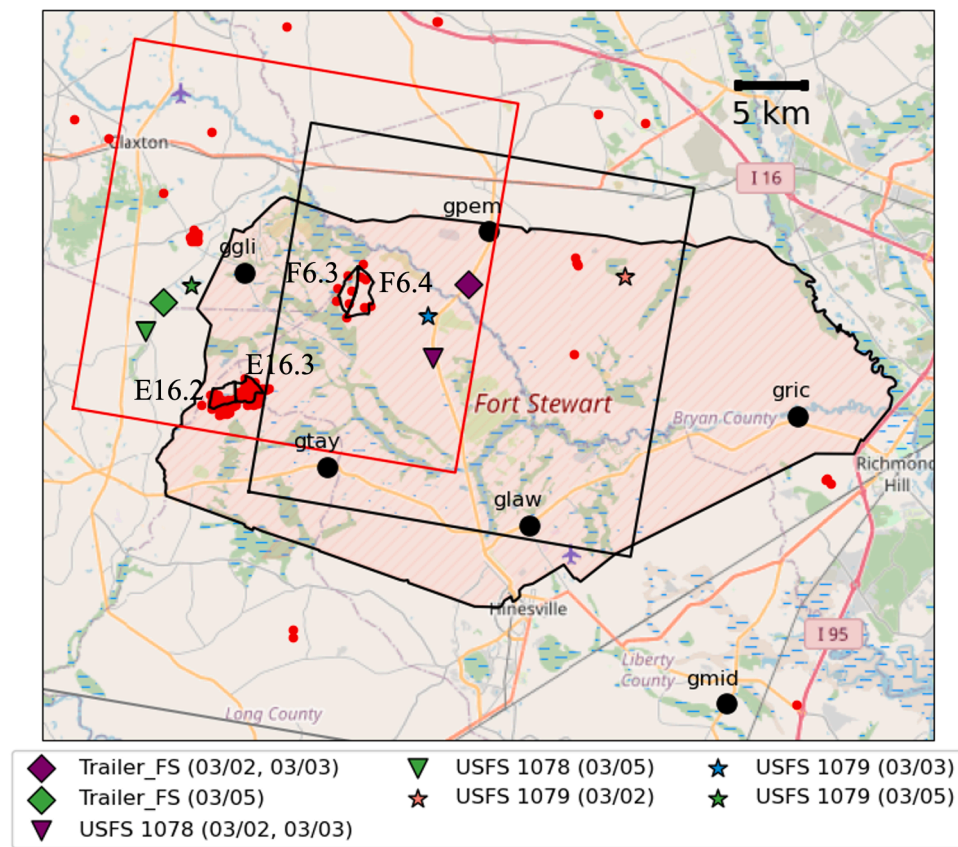 5 km
Claxton
I 16
gpem
ggli
F6.3
F6.4
E16.3
E16.2
Fort Stewart
gric
Bryan County
gtay
Richmond
Hill
glaw
Hinesville
I 95
Liberty
County
gmid
Long County
Trailer_FS (03/02, 03/03)
Trailer_FS (03/05)
USFS 1078 (03/02, 03/03)
USFS 1078 (03/05)
USFS 1079 (03/02)
USFS 1079 (03/03)
USFS 1079 (03/05)